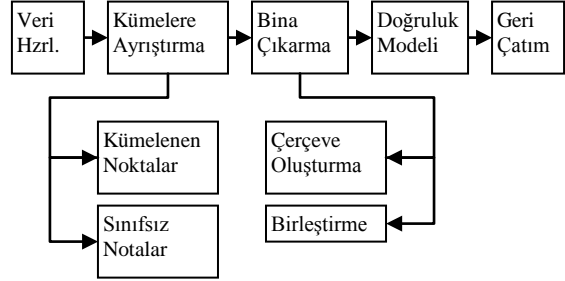 Veri
Hzrl.
Kümelere
Ayrıştırma
Bina
Çıkarma
Doğruluk
Modeli
Geri
Çatım
Kümelenen
Noktalar
Çerçeve
Oluşturma
Sınıfsız
Notalar
Birleştirme